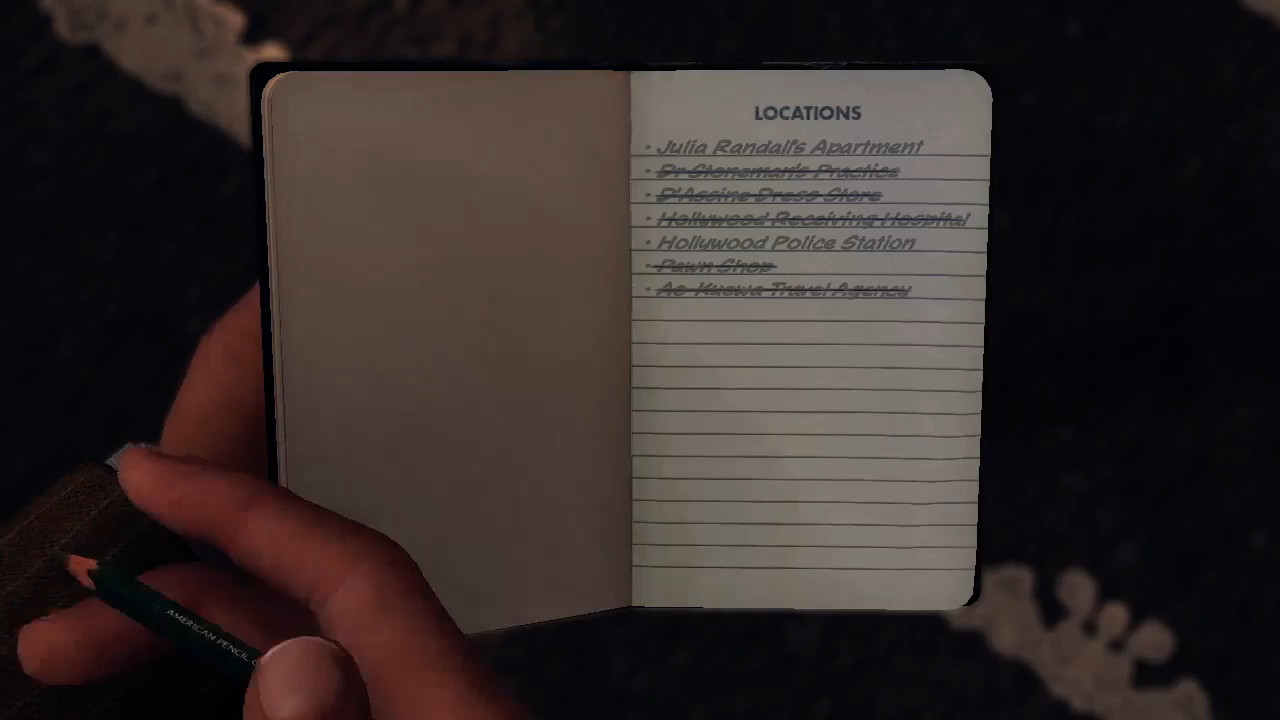 LOCATIONS
· Julia Randall's Apartment
· Dr Stoneman's Practice
· D'Assine Dress Store
· Hollywood Receiving Hospital
· Hollywood Police Station
· Pawn Shop
· Travel Agency
AMERICAN PENCIL